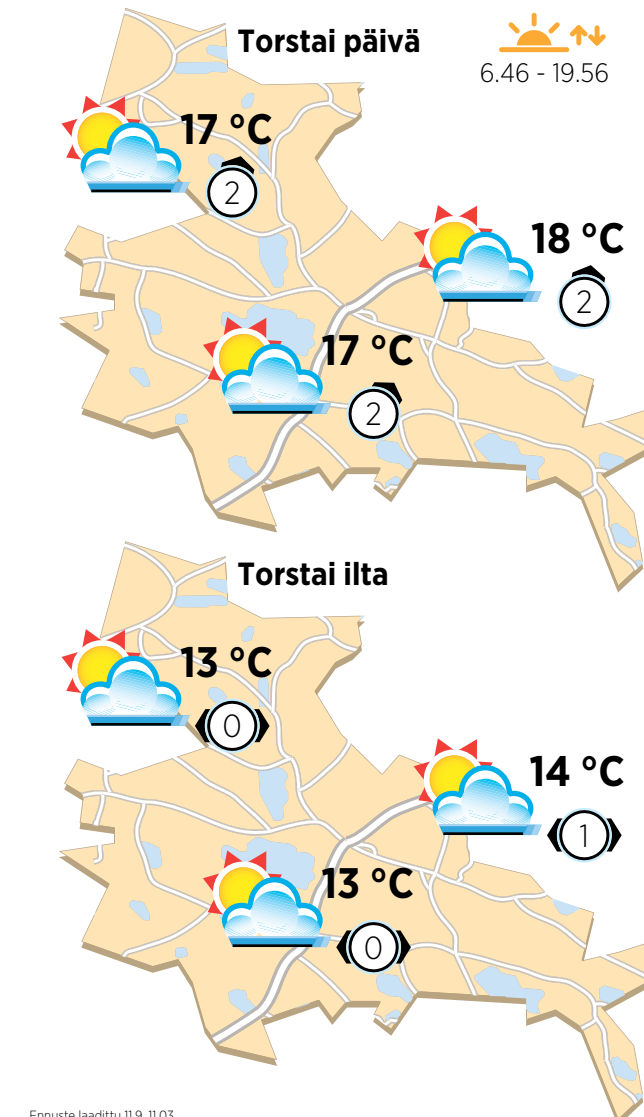 Torstai päivä
6.46 - 19.56
17 °C
2
18 °C
2
17 °C
2
Torstai ilta
13 °C
0
14 °C
1
13 °C
0
Ennuste laadittu 11.9. 11.03